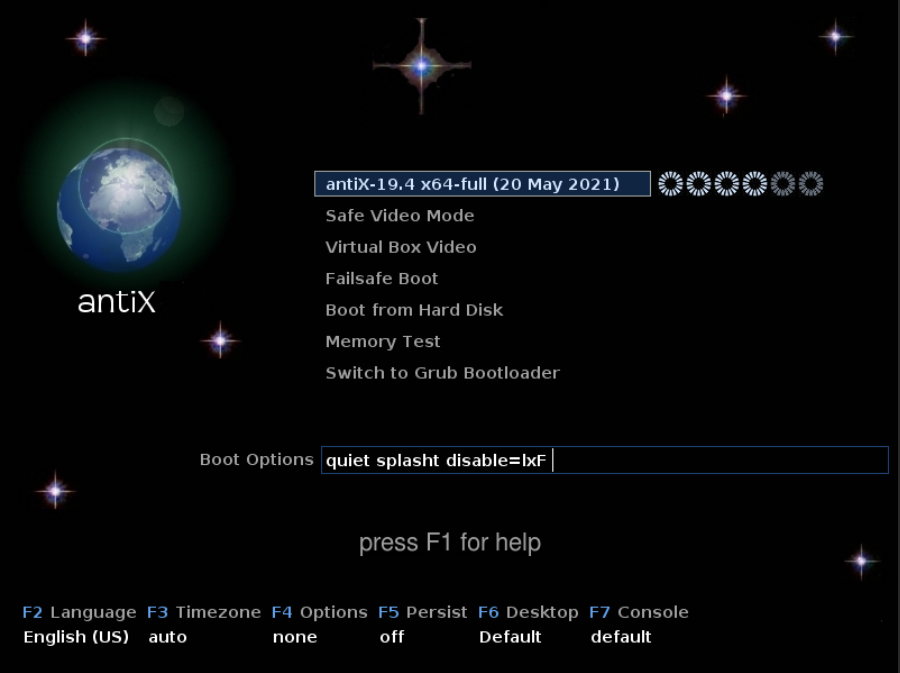 antiX-19.4 x64-full (20 May 2021)
Safe Video Mode
Virtual Box Video
antiX
Failsafe Boot
Boot from Hard Disk
Memory Test
Switch to Grub Bootloader
Boot Options quiet splasht disable=lxF
press F1 for help
F2 Language F3 Timezone F4 Options F5 Persist F6 Desktop F7 Console
English (US) auto none off Default default